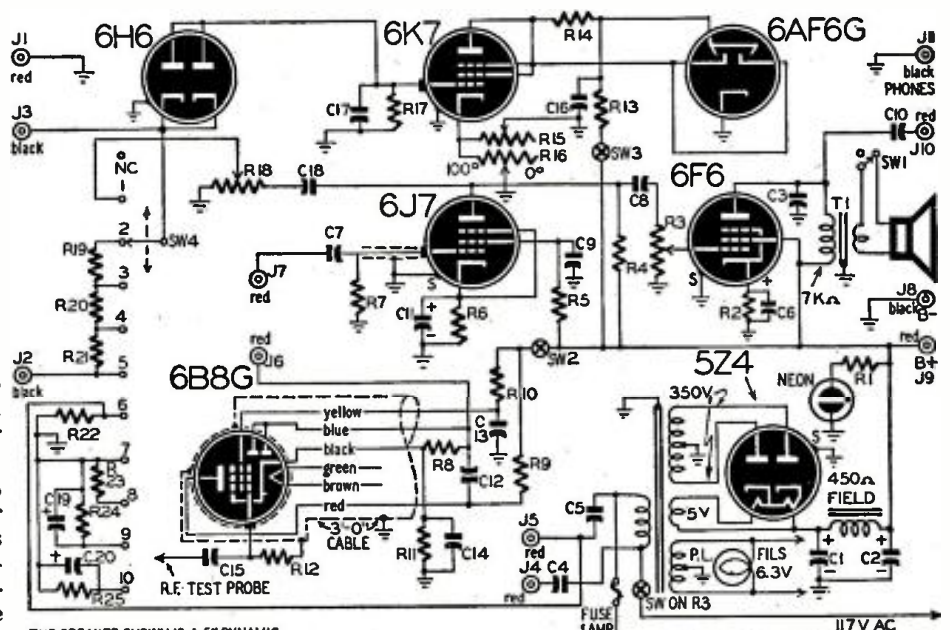 J1
red
6H6
6K7
R14
6AF6G
J11
black
PHONES
J3
black
C17
R17
C16
R13
C10
red
J10
NC
1
R18
C18
R15
R16
100°
0°
SW3
SW1
6J7
C8
6F6
C3
T1
2
SW4
R19
3
R20
4
R21
5
C7
J7
red
R7
S
C11
+
-
R6
C9
R5
R4
R3
S
+
R2
C6
7KΩ
J8
black
B-
J2
black
red
J6
SW2
red
B+
J9
6B8G
R10
5Z4
350V
NEON
R1
S
yellow
blue
black
green
brown
red
C
13
R8
C12
R9
6
R22
7
R
23
8
C19
R24
9
+
C20
R25
10
3'-0"
CABLE
C15
R12
R.F. TEST PROBE
R11
C14
J5
red
J4
red
C5
C4
5V
450Ω
FIELD
+
C1
-
+
C2
-
P.L.
FILS
6.3V
SW ON R3
FUSE
117V AC